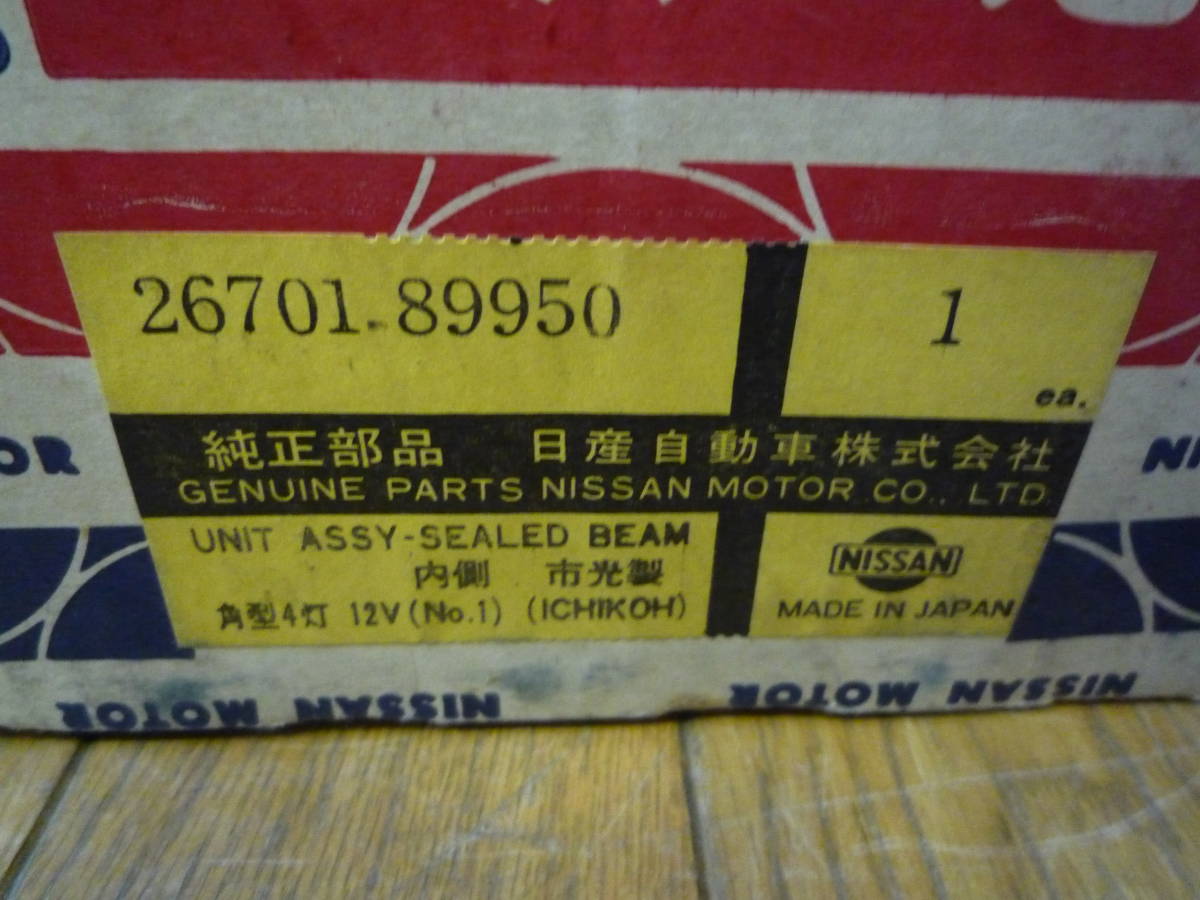 26701-89950
1
ea.
純正部品 日産自動車株式会社
GENUINE PARTS NISSAN MOTOR CO., LTD.
UNIT ASSY-SEALED BEAM
内側 市光製
角型4灯 12V (No.1) (ICHIKOH)
NISSAN
MADE IN JAPAN
NISSAN MOTOR
NISSAN MOTOR